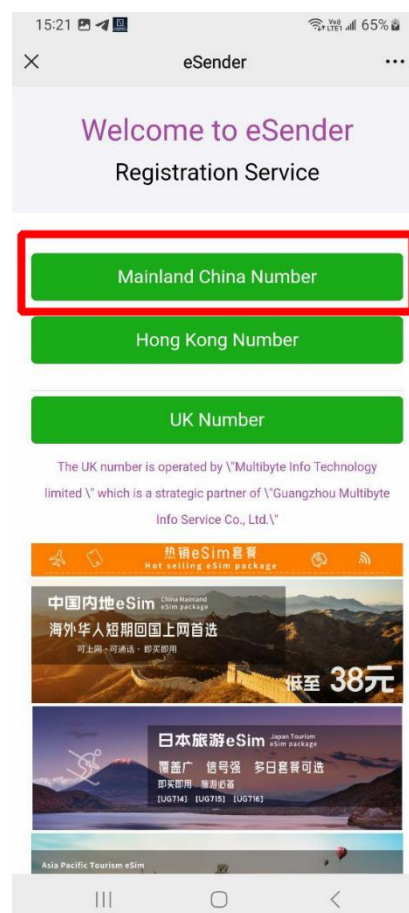 15:21
65%
eSender
Welcome to eSender
Registration Service
Mainland China Number
Hong Kong Number
UK Number
The UK number is operated by \"Multibyte Info Technology
limited \" which is a strategic partner of \"Guangzhou Multibyte
Info Service Co., Ltd.\"
热销eSim套餐
Hot selling eSim package
中国内地eSim China Mainland
eSim package
海外华人短期回国上网首选
可上网·可通话·即买即用
低至 38元
日本旅游eSim Japan Tourism
eSim package
覆盖广 信号强 多日套餐可选
即买即用 旅游必备
[UG714] [UG715] [UG716]
Asia Pacific Tourism eSim